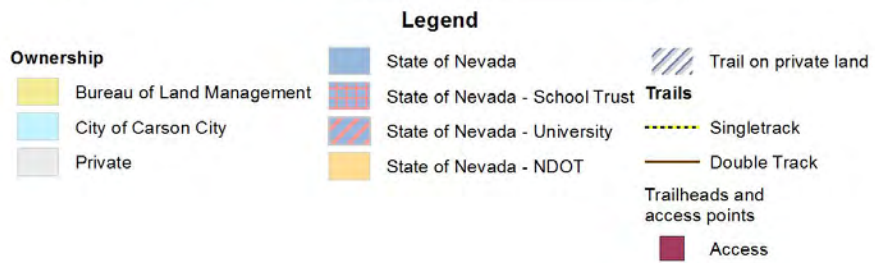 Legend
Ownership
Bureau of Land Management
City of Carson City
Private
State of Nevada
State of Nevada - School Trust
State of Nevada - University
State of Nevada - NDOT
Trail on private land
Trails
Singletrack
Double Track
Trailheads and
access points
Access